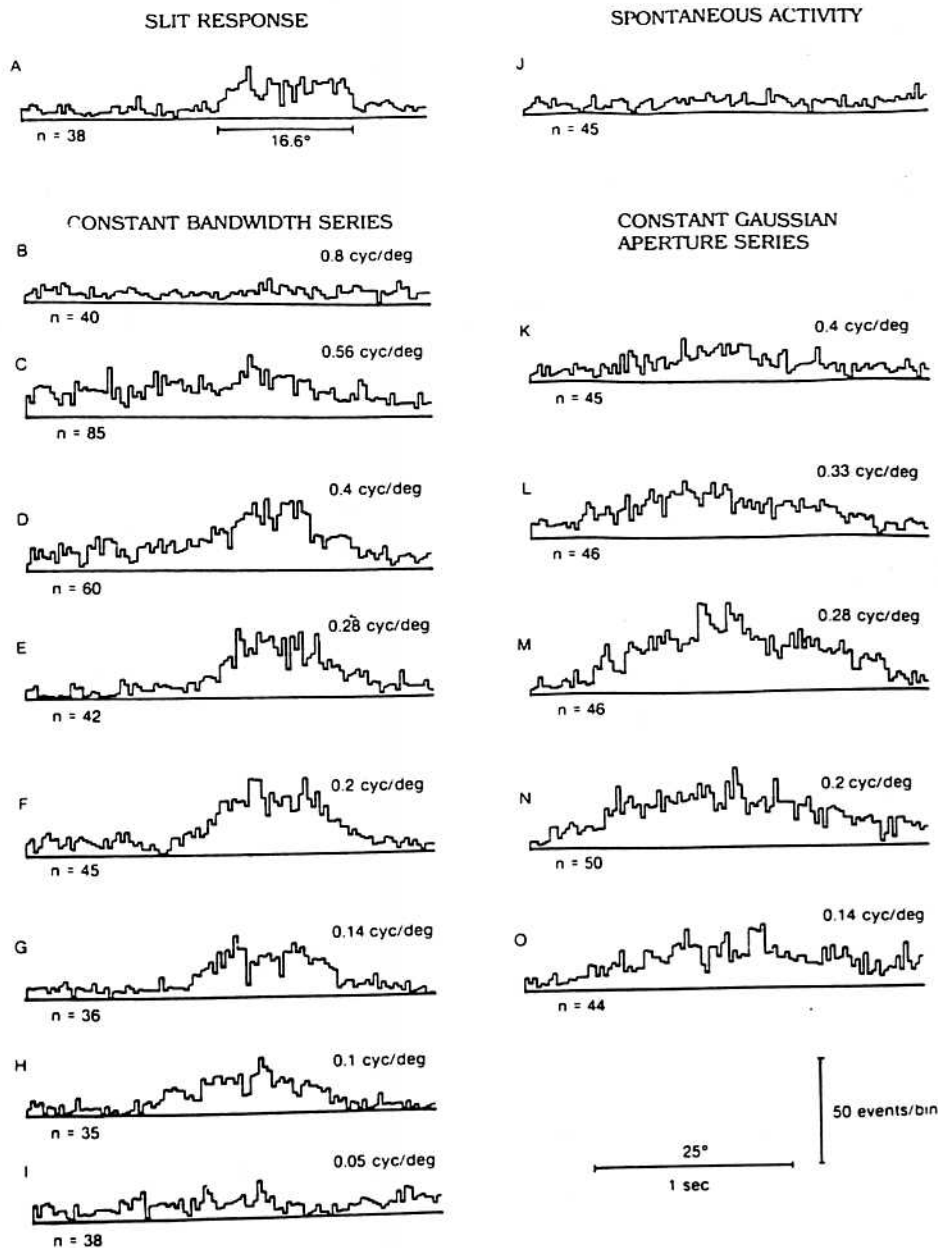 SLIT RESPONSE
A
n = 38
16.6°
CONSTANT BANDWIDTH SERIES
B
0.8 cyc/deg
n = 40
C
0.56 cyc/deg
n = 85
D
0.4 cyc/deg
n = 60
E
0.28 cyc/deg
n = 42
F
0.2 cyc/deg
n = 45
G
0.14 cyc/deg
n = 36
H
0.1 cyc/deg
n = 35
I
0.05 cyc/deg
n = 38
SPONTANEOUS ACTIVITY
J
n = 45
CONSTANT GAUSSIAN
APERTURE SERIES
K
0.4 cyc/deg
n = 45
L
0.33 cyc/deg
n = 46
M
0.28 cyc/deg
n = 46
N
0.2 cyc/deg
n = 50
O
0.14 cyc/deg
n = 44
50 events/bin
25°
1 sec